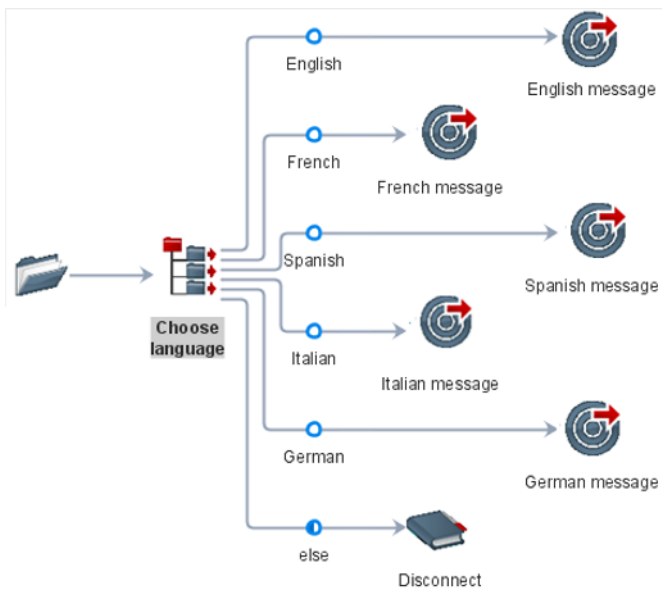 English
English message
French
French message
Spanish
Spanish message
Choose
language
Italian
Italian message
German
German message
else
Disconnect